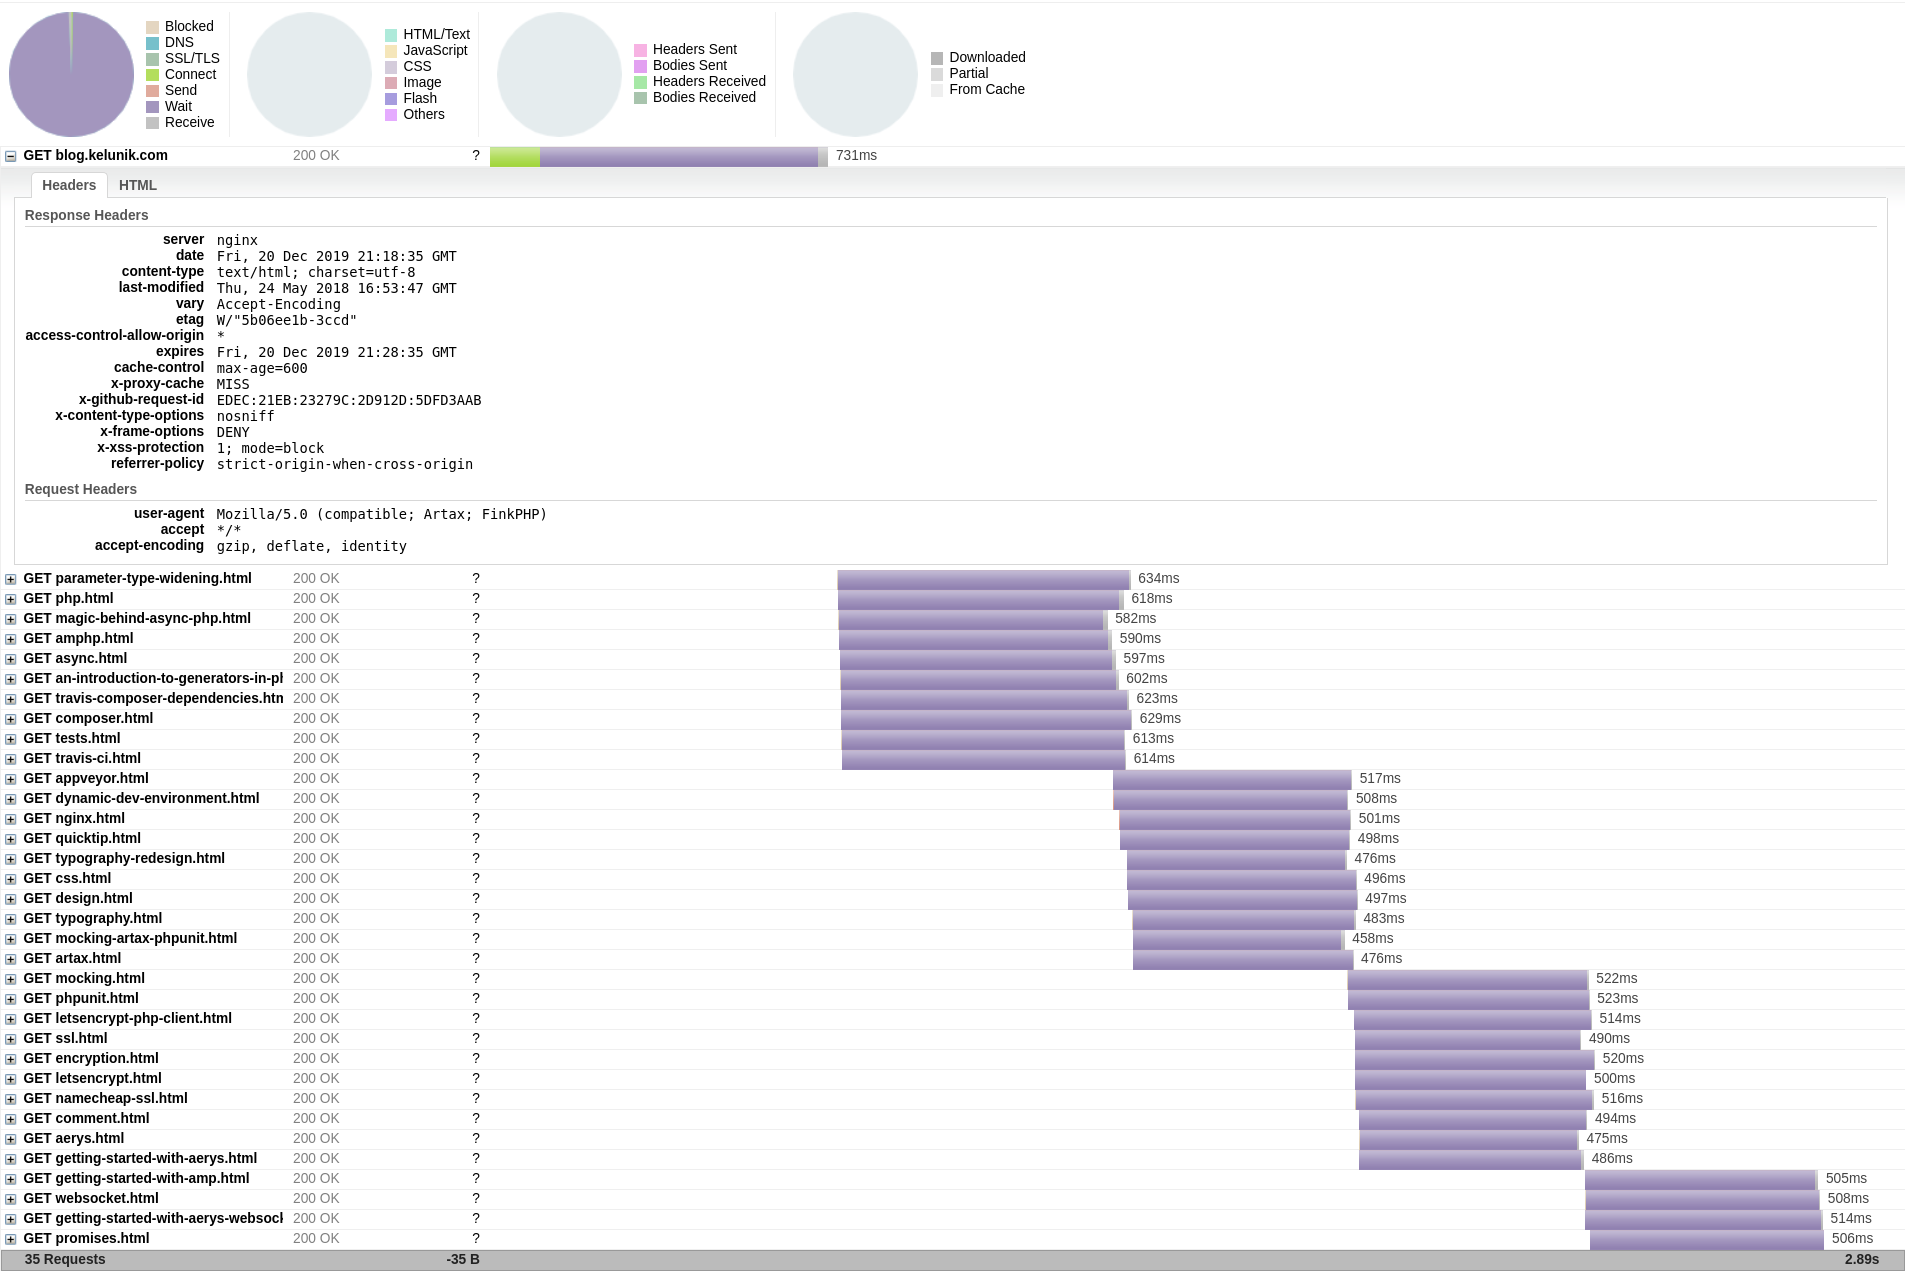 Blocked
DNS
SSL/TLS
Connect
Send
Wait
Receive
HTML/Text
JavaScript
CSS
Image
Flash
Others
Headers Sent
Bodies Sent
Headers Received
Bodies Received
Downloaded
Partial
From Cache
GET blog.kelunik.com 200 OK ? 731ms
Headers HTML
Response Headers
server nginx
date Fri, 20 Dec 2019 21:18:35 GMT
content-type text/html; charset=utf-8
last-modified Thu, 24 May 2018 16:53:47 GMT
vary Accept-Encoding
etag W/"5b06ee1b-3ccd"
access-control-allow-origin *
expires Fri, 20 Dec 2019 21:28:35 GMT
cache-control max-age=600
x-proxy-cache MISS
x-github-request-id EDEC:21EB:23279C:2D912D:5DFD3AAB
x-content-type-options nosniff
x-frame-options DENY
x-xss-protection 1; mode=block
referrer-policy strict-origin-when-cross-origin
Request Headers
user-agent Mozilla/5.0 (compatible; Artax; FinkPHP)
accept */*
accept-encoding gzip, deflate, identity
GET parameter-type-widening.html 200 OK ? 634ms
GET php.html 200 OK ? 618ms
GET magic-behind-async-php.html 200 OK ? 582ms
GET amphp.html 200 OK ? 590ms
GET async.html 200 OK ? 597ms
GET an-introduction-to-generators-in-ph 200 OK ? 602ms
GET travis-composer-dependencies.htm 200 OK ? 623ms
GET composer.html 200 OK ? 629ms
GET tests.html 200 OK ? 613ms
GET travis-ci.html 200 OK ? 614ms
GET appveyor.html 200 OK ? 517ms
GET dynamic-dev-environment.html 200 OK ? 508ms
GET nginx.html 200 OK ? 501ms
GET quicktip.html 200 OK ? 498ms
GET typography-redesign.html 200 OK ? 476ms
GET css.html 200 OK ? 496ms
GET design.html 200 OK ? 497ms
GET typography.html 200 OK ? 483ms
GET mocking-artax-phpunit.html 200 OK ? 458ms
GET artax.html 200 OK ? 476ms
GET mocking.html 200 OK ? 522ms
GET phpunit.html 200 OK ? 523ms
GET letsencrypt-php-client.html 200 OK ? 514ms
GET ssl.html 200 OK ? 490ms
GET encryption.html 200 OK ? 520ms
GET letsencrypt.html 200 OK ? 500ms
GET namecheap-ssl.html 200 OK ? 516ms
GET comment.html 200 OK ? 494ms
GET aerys.html 200 OK ? 475ms
GET getting-started-with-aerys.html 200 OK ? 486ms
GET getting-started-with-amp.html 200 OK ? 505ms
GET websocket.html 200 OK ? 508ms
GET getting-started-with-aerys-websock 200 OK ? 514ms
GET promises.html 200 OK ? 506ms
35 Requests -35 B 2.89s